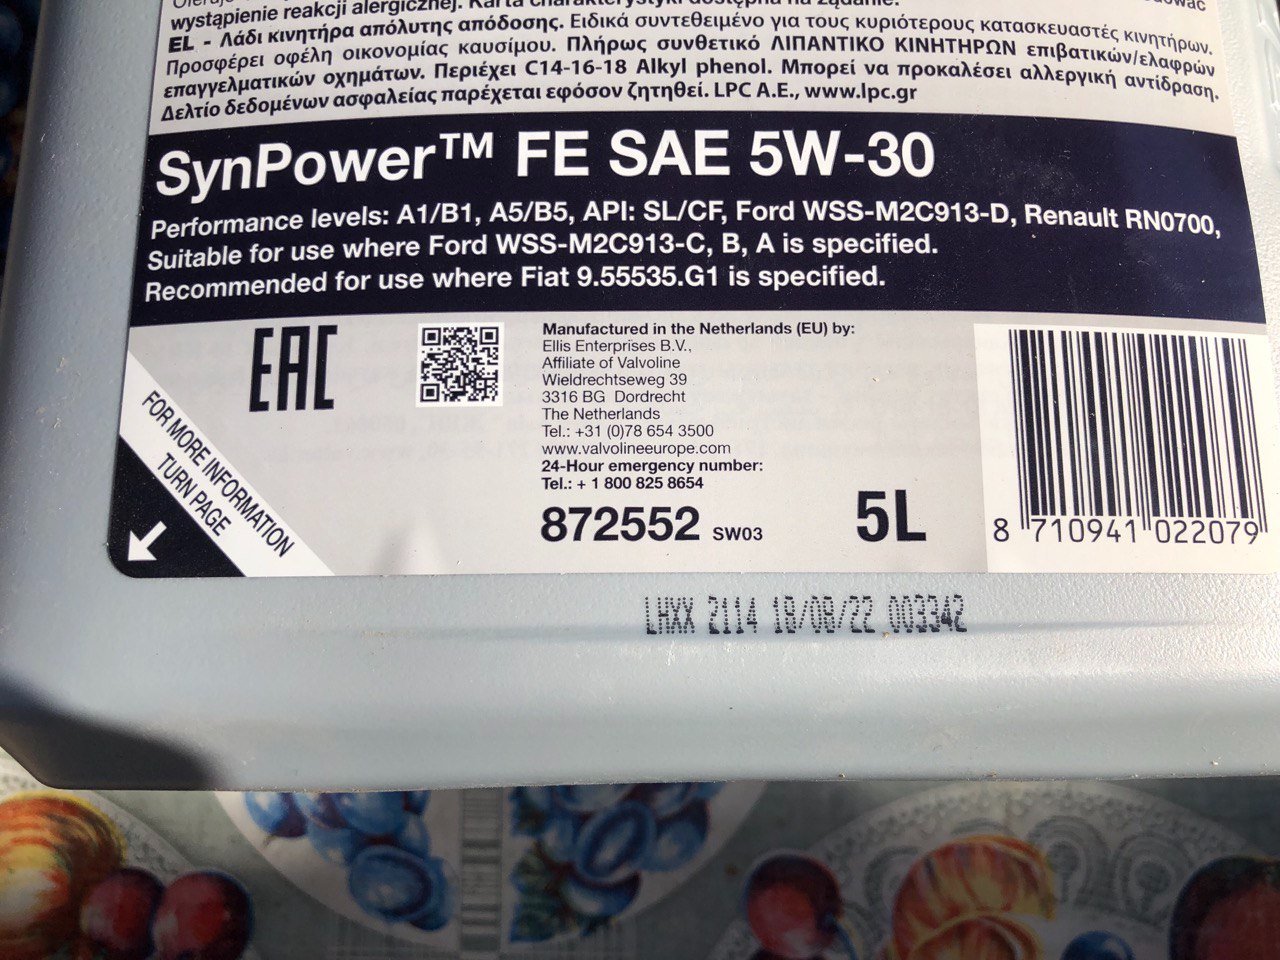 wystąpienie reakcji alergicznej. Karta charakterystyki dostępna na żądanie.
EL - Λάδι κινητήρα απόλυτης απόδοσης. Ειδικά συντεθειμένο για τους κυριότερους κατασκευαστές κινητήρων.
Προσφέρει οφέλη οικονομίας καυσίμου. Πλήρως συνθετικό ΛΙΠΑΝΤΙΚΟ ΚΙΝΗΤΗΡΩΝ επιβατικών/ελαφρών
επαγγελματικών οχημάτων. Περιέχει C14-16-18 Alkyl phenol. Μπορεί να προκαλέσει αλλεργική αντίδραση.
Δελτίο δεδομένων ασφαλείας παρέχεται εφόσον ζητηθεί. LPC A.E., www.lpc.gr
SynPower™ FE SAE 5W-30
Performance levels: A1/B1, A5/B5, API: SL/CF, Ford WSS-M2C913-D, Renault RN0700,
Suitable for use where Ford WSS-M2C913-C, B, A is specified.
Recommended for use where Fiat 9.55535.G1 is specified.
EAC
Manufactured in the Netherlands (EU) by:
Ellis Enterprises B.V.,
Affiliate of Valvoline
Wieldrechtseweg 39
3316 BG Dordrecht
The Netherlands
Tel.: +31 (0)78 654 3500
www.valvolineeurope.com
24-Hour emergency number:
Tel.: + 1 800 825 8654
872552 SW03
5L
8 710941 022079
FOR MORE INFORMATION
TURN PAGE
LHXX 2114 18/08/22 003342